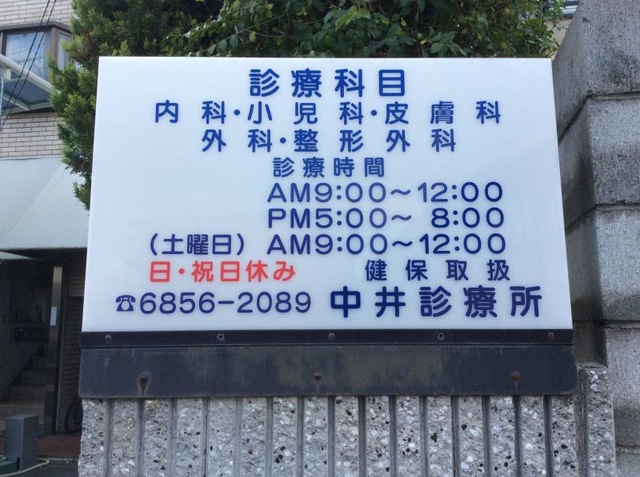 診療科目
内科・小児科・皮膚科
外科・整形外科
診療時間
AM9:00～12:00
PM5:00～ 8:00
(土曜日) AM9:00～12:00
日・祝日休み 健保取扱
☎6856-2089 中井診療所